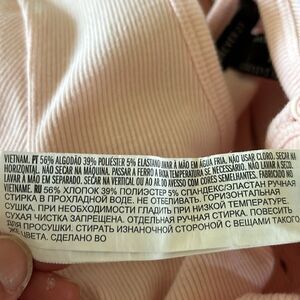 VIETNAM. PT 56% ALGODÃO 39% POLIÉSTER 5% ELASTANO LAVAR À MÃO EM ÁGUA FRIA. NÃO USAR CLORO. SECAR NA
HORIZONTAL. NÃO SECAR NA MÁQUINA. PASSAR A FERRO A BAIXA TEMPERATURA SE NECESSÁRIO. NÃO LAVAR A SECO.
LAVAR À MÃO EM SEPARADO. SECAR NA VERTICAL OU AO AR. DO AVESSO COM CORES SEMELHANTES. FABRICADO NO
VIETNAME. RU 56% ХЛОПОК 39% ПОЛИЭСТЕР 5% СПАНДЕКС/ЭЛАСТАН РУЧНАЯ
СТИРКА В ПРОХЛАДНОЙ ВОДЕ. НЕ ОТБЕЛИВАТЬ. ГОРИЗОНТАЛЬНАЯ
СУШКА. ПРИ НЕОБХОДИМОСТИ ГЛАДИТЬ ПРИ НИЗКОЙ ТЕМПЕРАТУРЕ.
СУХАЯ ЧИСТКА ЗАПРЕЩЕНА. ОТДЕЛЬНАЯ РУЧНАЯ СТИРКА. ПОВЕСИТЬ
ДЛЯ ПРОСУШКИ. СТИРАТЬ ИЗНАНОЧНОЙ СТОРОНОЙ С ВЕЩАМИ ТАКОГО
ЖЕ ЦВЕТА. СДЕЛАНО ВО